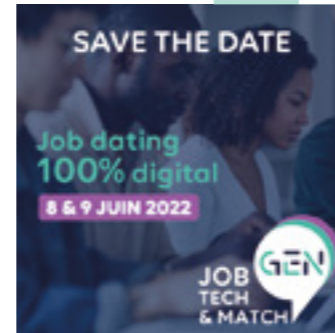 SAVE THE DATE
Job dating
100% digital
8 & 9 JUIN 2022
GEN
JOB
TECH
& MATCH